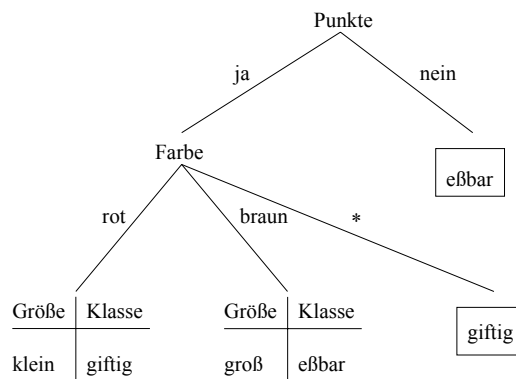 Punkte
ja nein
Farbe eßbar
rot braun *
Größe Klasse Größe Klasse
giftig
klein giftig groß eßbar